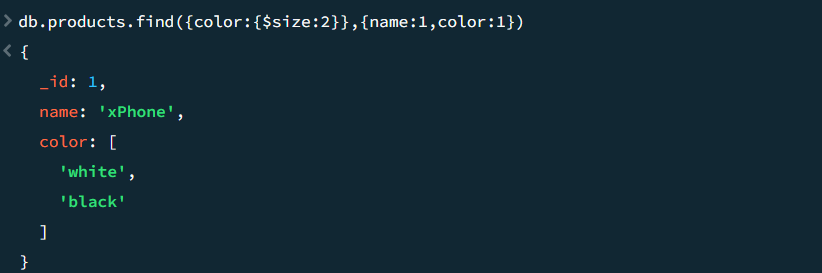 > db.products.find({color:{$size:2}},{name:1,color:1})
< {
_id: 1,
name: 'xPhone',
color: [
'white',
'black'
]
}